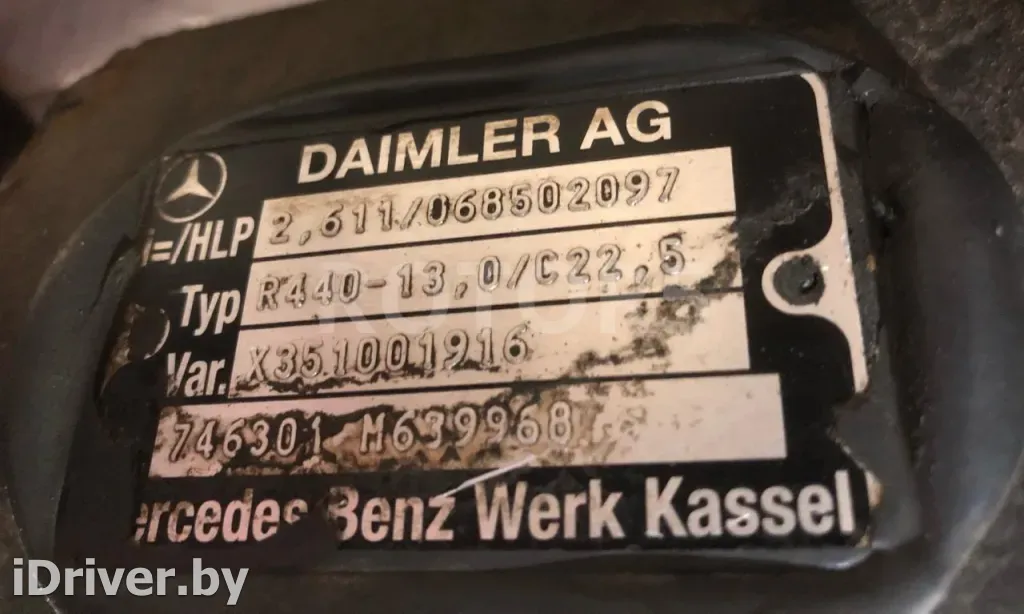 DAIMLER AG
i=/HLP 2,611/068502097
Typ R440-13,0/C22,5
Var. X351001916
746301 M639968
ercedes Benz Werk Kassel
iDriver.by